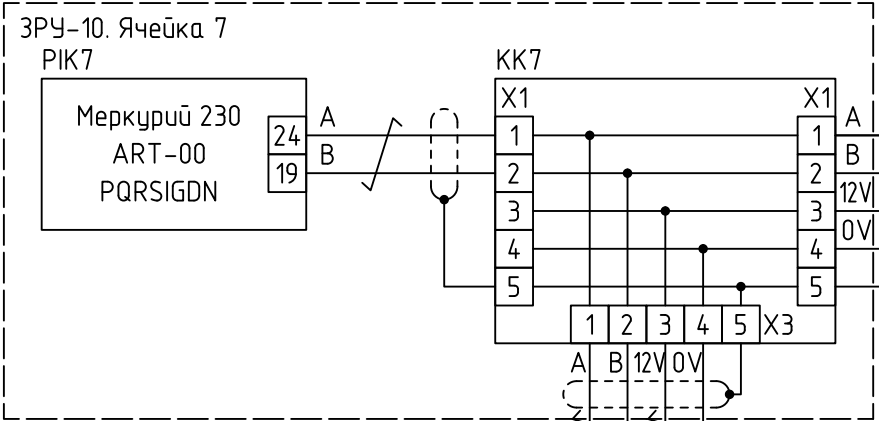 ЗРУ-10. Ячейка 7
PIK7
KK7
Меркурий 230
ART-00
PQRSIGDN
24
19
A
B
X1
1
2
3
4
5
X1
1
2
3
4
5
A
B
12V
0V
1 2 3 4 5 X3
A B 12V 0V